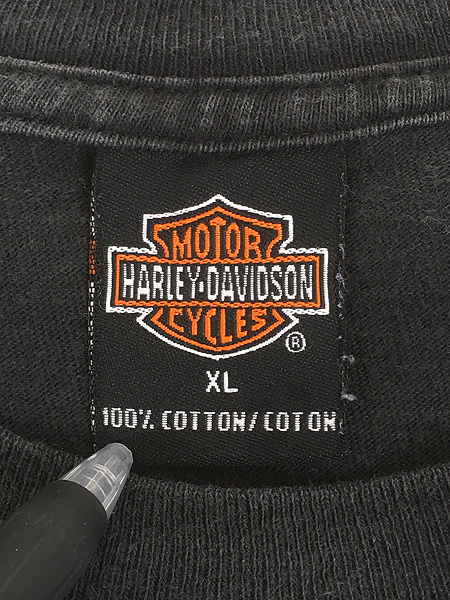 MOTOR
HARLEY-DAVIDSON
CYCLES
®
XL
100% COTTON/COTON